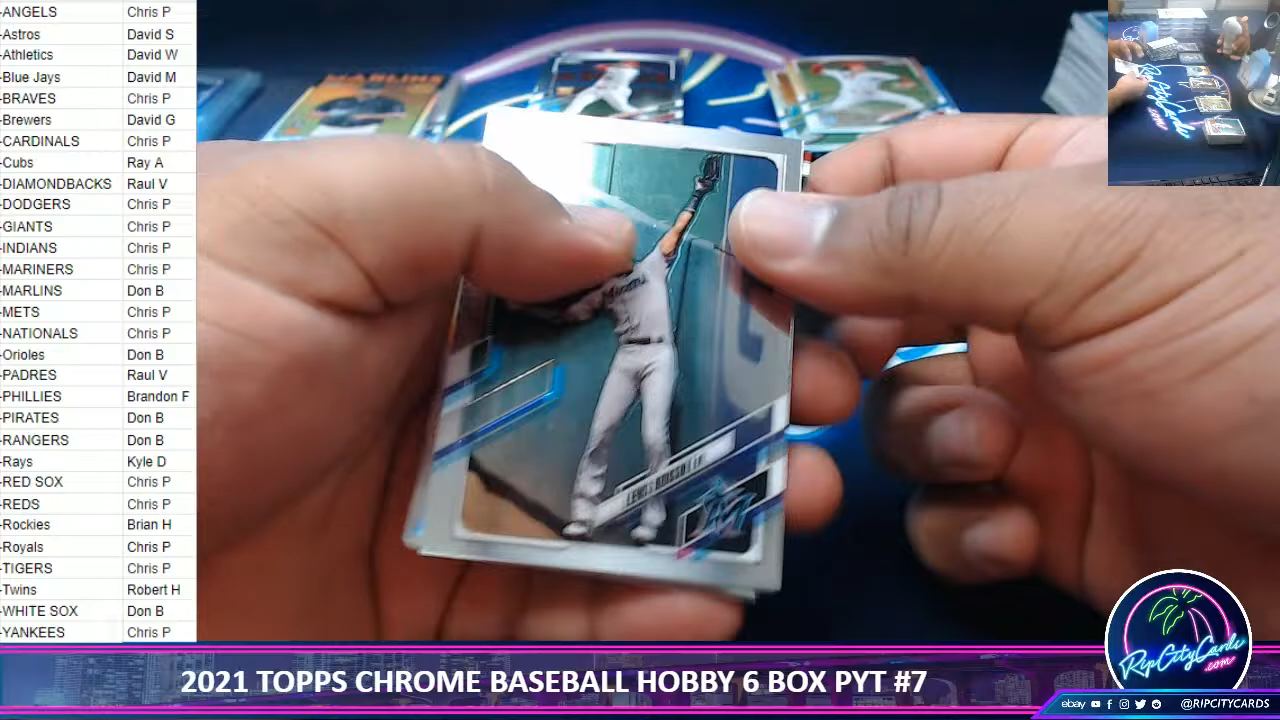 -ANGELS Chris P
-Astros David S
-Athletics David W
-Blue Jays David M
-BRAVES Chris P
-Brewers David G
-CARDINALS Chris P
-Cubs Ray A
-DIAMONDBACKS Raul V
-DODGERS Chris P
-GIANTS Chris P
-INDIANS Chris P
-MARINERS Chris P
-MARLINS Don B
-METS Chris P
-NATIONALS Chris P
-Orioles Don B
-PADRES Raul V
-PHILLIES Brandon F
-PIRATES Don B
-RANGERS Don B
-Rays Kyle D
-RED SOX Chris P
-REDS Chris P
-Rockies Brian H
-Royals Chris P
-TIGERS Chris P
-Twins Robert H
-WHITE SOX Don B
-YANKEES Chris P
MARLINS
LEWIS BRINSON
RipCityCards
.com
RipCityCards
.com
2021 TOPPS CHROME BASEBALL HOBBY 6 BOX PYT #7
ebay @RIPCITYCARDS